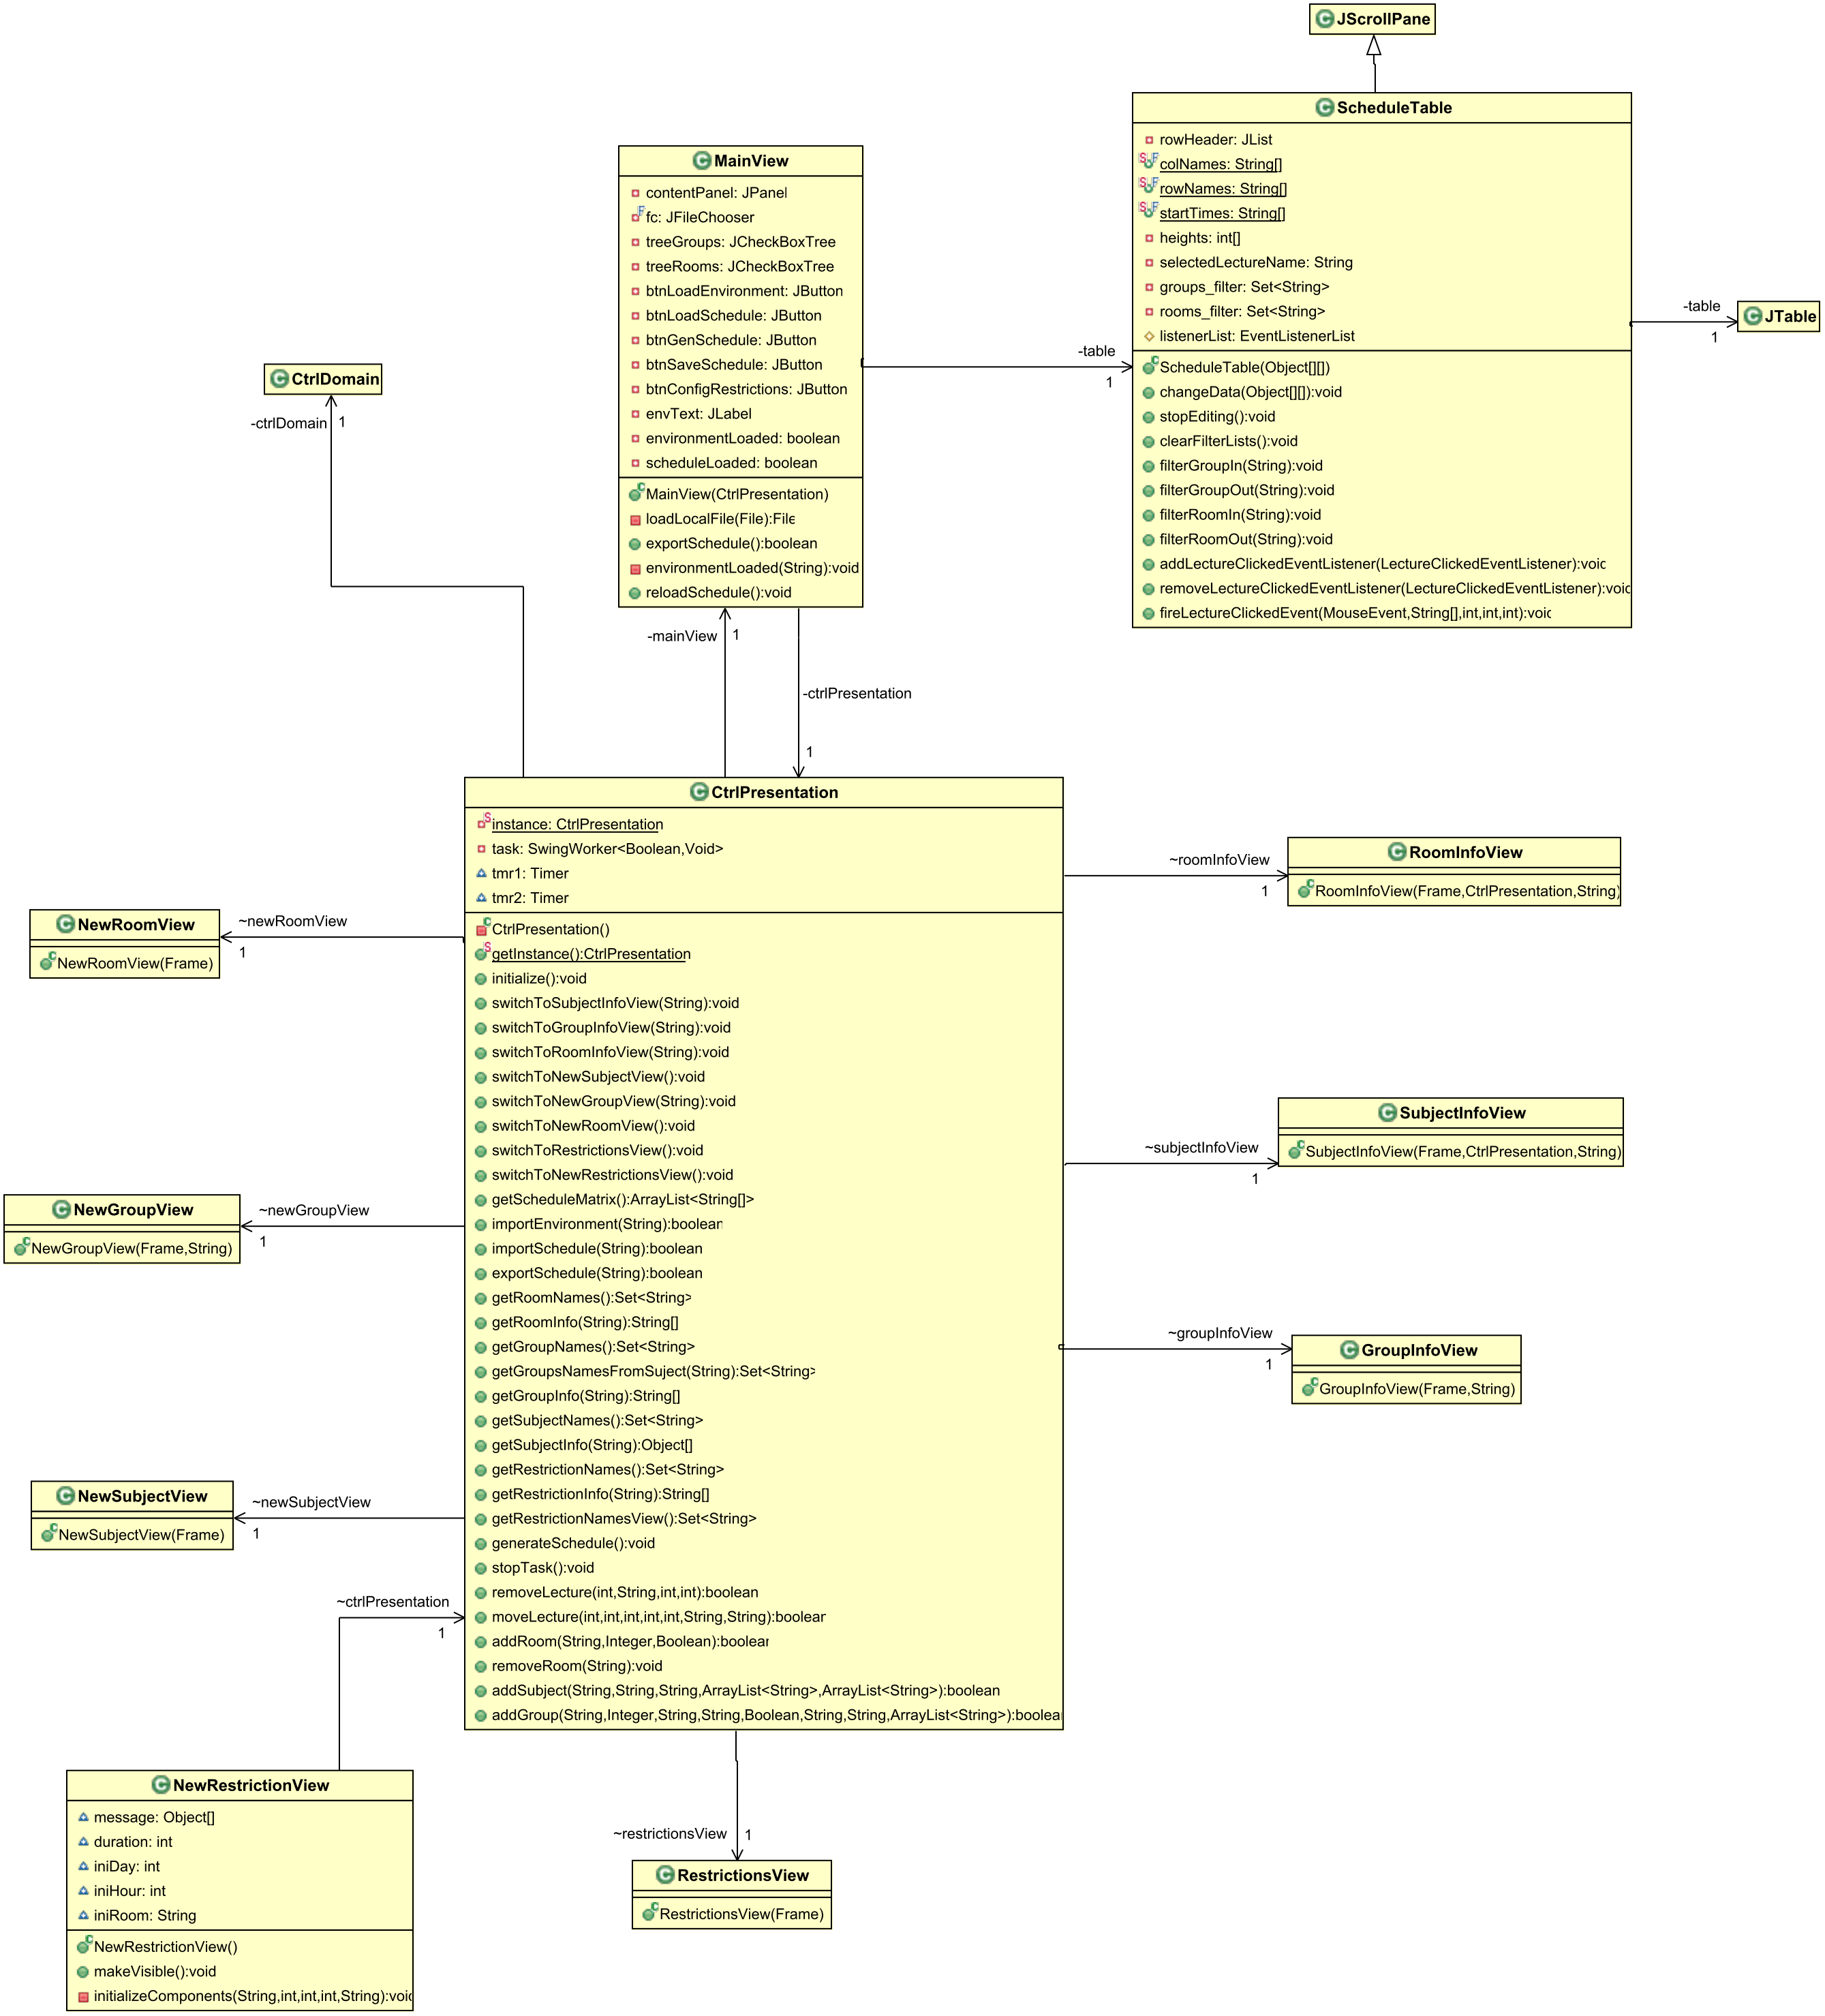 JScrollPane
ScheduleTable
rowHeader: JList
colNames: String[]
rowNames: String[]
startTimes: String[]
heights: int[]
selectedLectureName: String
groups_filter: Set<String>
rooms_filter: Set<String>
listenerList: EventListenerList
ScheduleTable(Object[][])
changeData(Object[][]):void
stopEditing():void
clearFilterLists():void
filterGroupIn(String):void
filterGroupOut(String):void
filterRoomIn(String):void
filterRoomOut(String):void
addLectureClickedEventListener(LectureClickedEventListener):void
removeLectureClickedEventListener(LectureClickedEventListener):void
fireLectureClickedEvent(MouseEvent,String[],int,int,int):void
-table
1
JTable
MainView
contentPanel: JPanel
fc: JFileChooser
treeGroups: JCheckBoxTree
treeRooms: JCheckBoxTree
btnLoadEnvironment: JButton
btnLoadSchedule: JButton
btnGenSchedule: JButton
btnSaveSchedule: JButton
btnConfigRestrictions: JButton
envText: JLabel
environmentLoaded: boolean
scheduleLoaded: boolean
MainView(CtrlPresentation)
loadLocalFile(File):File
exportSchedule():boolean
environmentLoaded(String):void
reloadSchedule():void
-table
1
CtrlDomain
-ctrlDomain
1
-mainView
1
-ctrlPresentation
1
CtrlPresentation
instance: CtrlPresentation
task: SwingWorker<Boolean,Void>
tmr1: Timer
tmr2: Timer
CtrlPresentation()
getInstance():CtrlPresentation
initialize():void
switchToSubjectInfoView(String):void
switchToGroupInfoView(String):void
switchToRoomInfoView(String):void
switchToNewSubjectView():void
switchToNewGroupView(String):void
switchToNewRoomView():void
switchToRestrictionsView():void
switchToNewRestrictionsView():void
getScheduleMatrix():ArrayList<String[]>
importEnvironment(String):boolean
importSchedule(String):boolean
exportSchedule(String):boolean
getRoomNames():Set<String>
getRoomInfo(String):String[]
getGroupNames():Set<String>
getGroupsNamesFromSuject(String):Set<String>
getGroupInfo(String):String[]
getSubjectNames():Set<String>
getSubjectInfo(String):Object[]
getRestrictionNames():Set<String>
getRestrictionInfo(String):String[]
getRestrictionNamesView():Set<String>
generateSchedule():void
stopTask():void
removeLecture(int,String,int,int):boolean
moveLecture(int,int,int,int,int,String,String):boolean
addRoom(String,Integer,Boolean):boolean
removeRoom(String):void
addSubject(String,String,String,ArrayList<String>,ArrayList<String>):boolean
addGroup(String,Integer,String,String,Boolean,String,String,ArrayList<String>):boolean
~roomInfoView
1
RoomInfoView
RoomInfoView(Frame,CtrlPresentation,String)
NewRoomView
NewRoomView(Frame)
~newRoomView
1
~subjectInfoView
1
SubjectInfoView
SubjectInfoView(Frame,CtrlPresentation,String)
NewGroupView
NewGroupView(Frame,String)
~newGroupView
1
~groupInfoView
1
GroupInfoView
GroupInfoView(Frame,String)
NewSubjectView
NewSubjectView(Frame)
~newSubjectView
1
~ctrlPresentation
1
NewRestrictionView
message: Object[]
duration: int
iniDay: int
iniHour: int
iniRoom: String
NewRestrictionView()
makeVisible():void
initializeComponents(String,int,int,int,String):void
~restrictionsView
1
RestrictionsView
RestrictionsView(Frame)